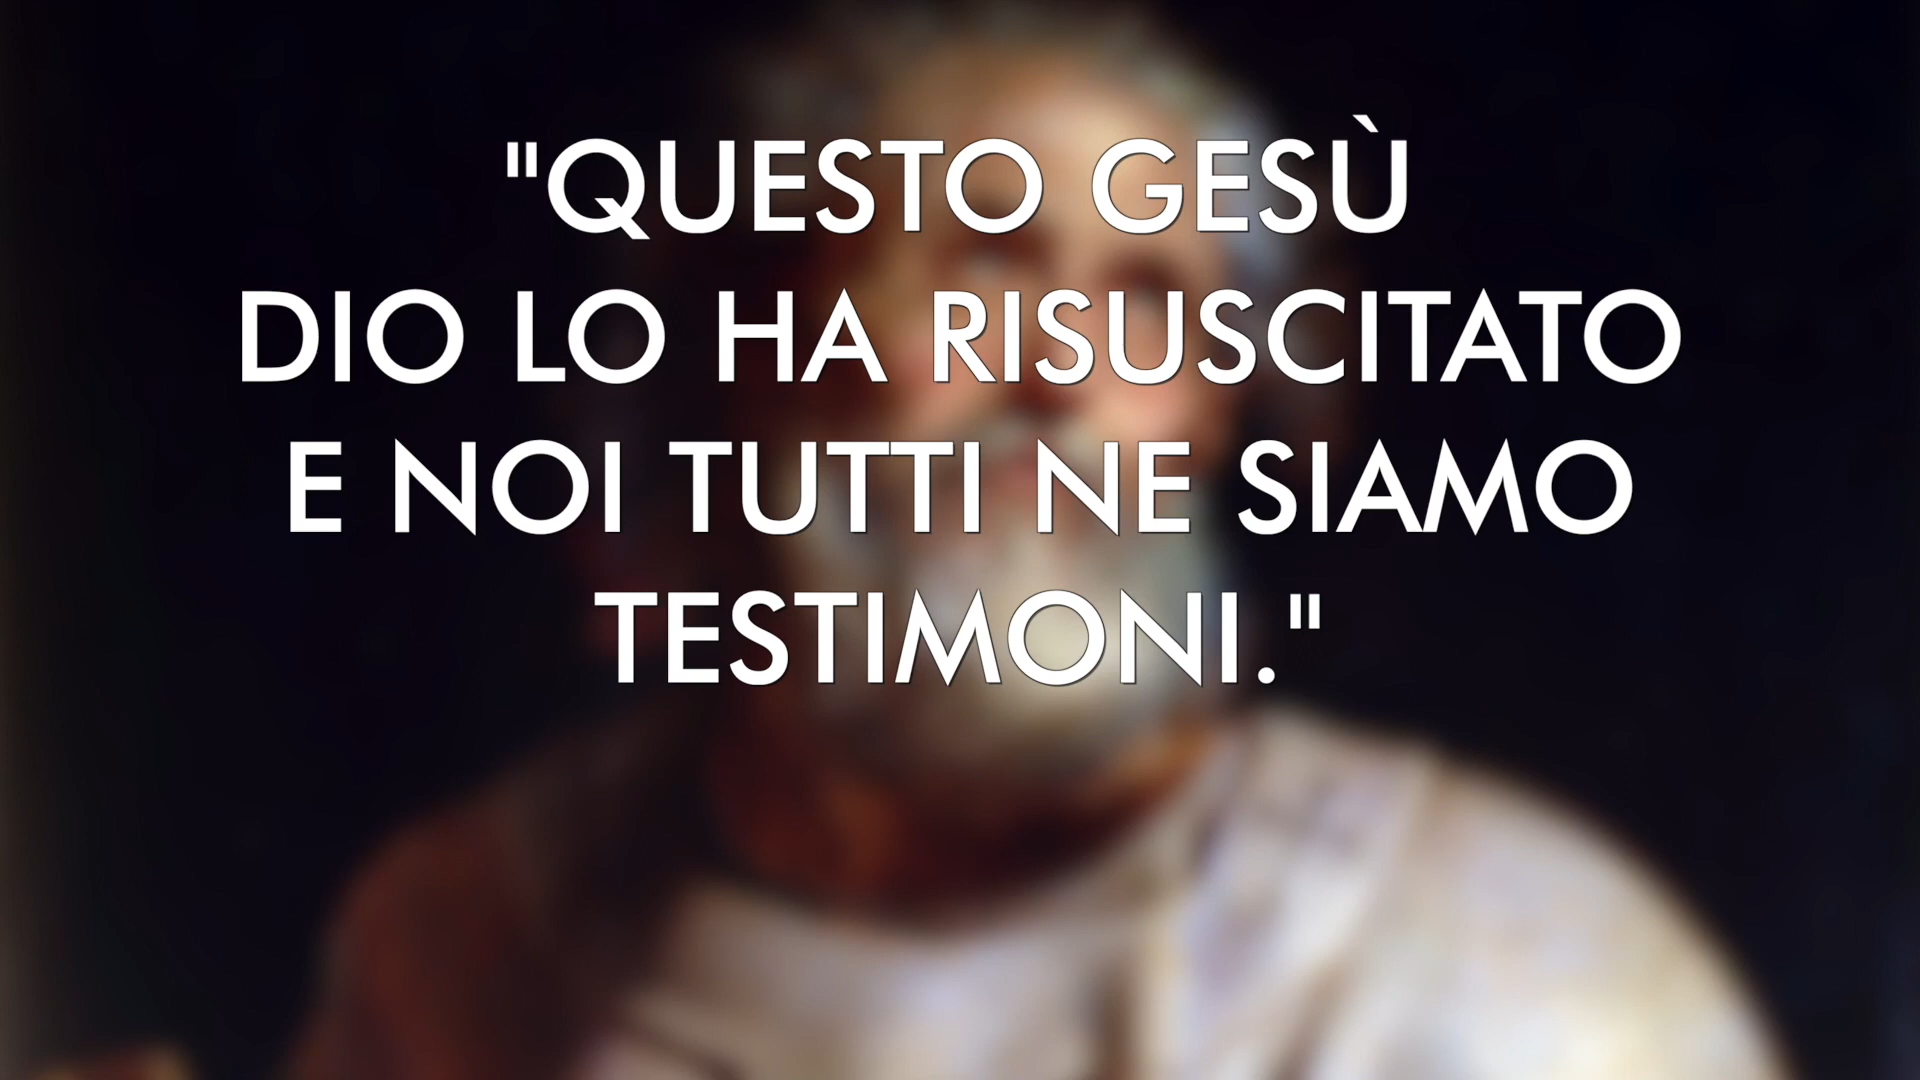 "QUESTO GESÙ
DIO LO HA RISUSCITATO
E NOI TUTTI NE SIAMO
TESTIMONI."